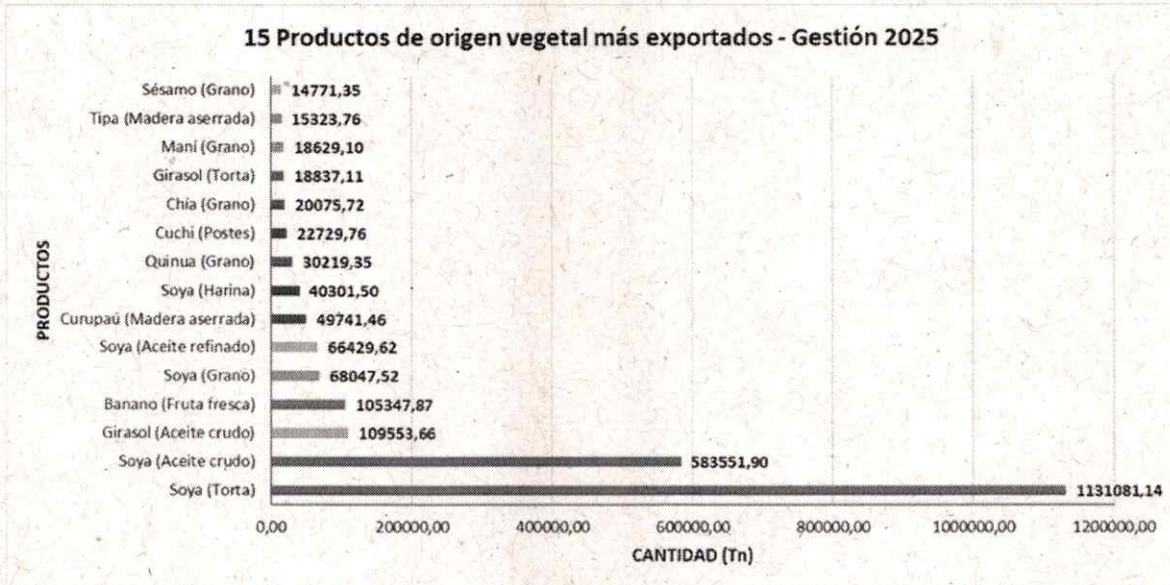 15 Productos de origen vegetal más exportados - Gestión 2025
PRODUCTOS
Sésamo (Grano) 14771,35
Tipa (Madera aserrada) 15323,76
Maní (Grano) 18629,10
Girasol (Torta) 18837,11
Chía (Grano) 20075,72
Cuchi (Postes) 22729,76
Quinua (Grano) 30219,35
Soya (Harina) 40301,50
Curupaú (Madera aserrada) 49741,46
Soya (Aceite refinado) 66429,62
Soya (Grano) 68047,52
Banano (Fruta fresca) 105347,87
Girasol (Aceite crudo) 109553,66
Soya (Aceite crudo) 583551,90
Soya (Torta) 1131081,14
0,00 200000,00 400000,00 600000,00 800000,00 1000000,00 1200000,00
CANTIDAD (Tn)